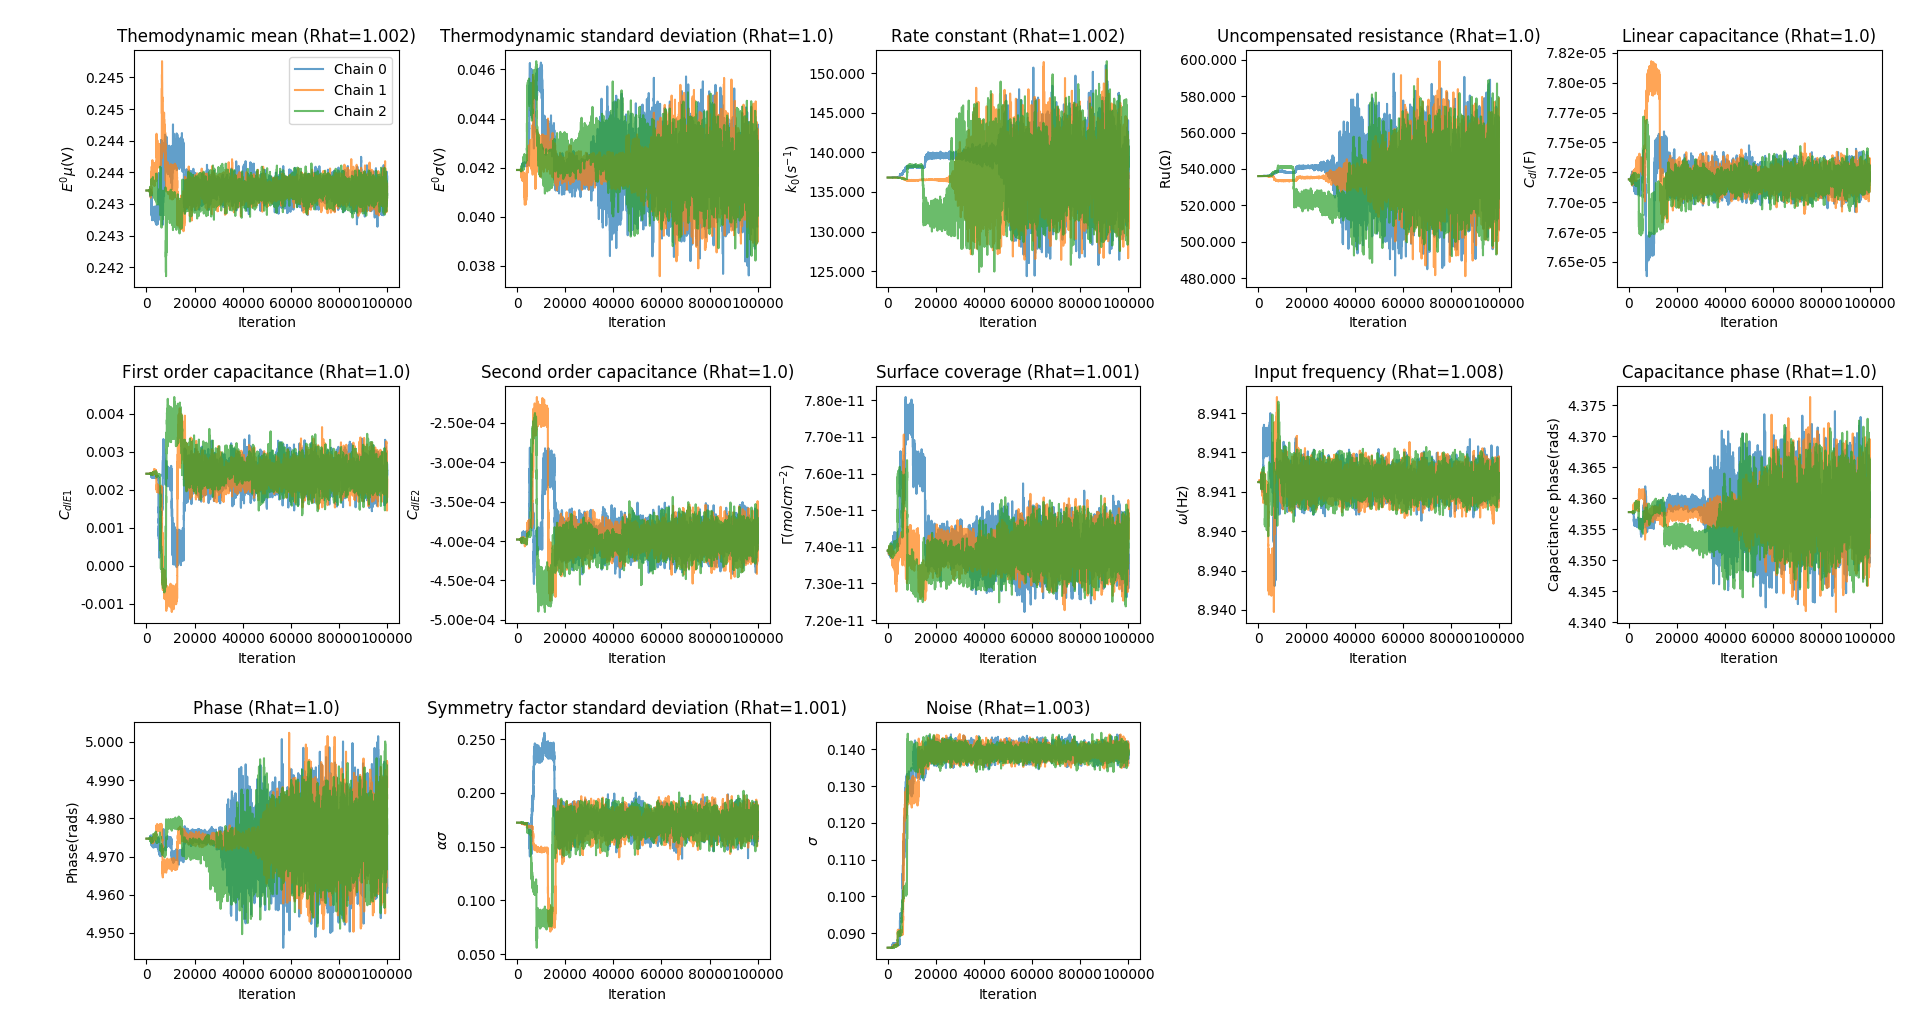 Themodynamic mean (Rhat=1.002)
0.245
0.245
0.244
0.244
0.243
0.243
0.242
E⁰μ(V)
Chain 0
Chain 1
Chain 2
0 20000 40000 60000 80000 100000
Iteration
Thermodynamic standard deviation (Rhat=1.0)
0.046
0.044
0.042
0.040
0.038
E⁰σ(V)
0 20000 40000 60000 80000 100000
Iteration
Rate constant (Rhat=1.002)
150.000
145.000
140.000
135.000
130.000
125.000
k₀(s⁻¹)
0 20000 40000 60000 80000 100000
Iteration
Uncompensated resistance (Rhat=1.0)
600.000
580.000
560.000
540.000
520.000
500.000
480.000
Ru(Ω)
0 20000 40000 60000 80000 100000
Iteration
Linear capacitance (Rhat=1.0)
7.82e-05
7.80e-05
7.77e-05
7.75e-05
7.72e-05
7.70e-05
7.67e-05
7.65e-05
C_dl(F)
0 20000 40000 60000 80000 100000
Iteration
First order capacitance (Rhat=1.0)
0.004
0.003
0.002
0.001
0.000
-0.001
C_dlE1
0 20000 40000 60000 80000 100000
Iteration
Second order capacitance (Rhat=1.0)
-2.50e-04
-3.00e-04
-3.50e-04
-4.00e-04
-4.50e-04
-5.00e-04
C_dlE2
0 20000 40000 60000 80000 100000
Iteration
Surface coverage (Rhat=1.001)
7.80e-11
7.70e-11
7.60e-11
7.50e-11
7.40e-11
7.30e-11
7.20e-11
Γ(molcm⁻²)
0 20000 40000 60000 80000 100000
Iteration
Input frequency (Rhat=1.008)
8.941
8.941
8.941
8.940
8.940
8.940
ω(Hz)
0 20000 40000 60000 80000 100000
Iteration
Capacitance phase (Rhat=1.0)
4.375
4.370
4.365
4.360
4.355
4.350
4.345
4.340
Capacitance phase(rads)
0 20000 40000 60000 80000 100000
Iteration
Phase (Rhat=1.0)
5.000
4.990
4.980
4.970
4.960
4.950
Phase(rads)
0 20000 40000 60000 80000 100000
Iteration
Symmetry factor standard deviation (Rhat=1.001)
0.250
0.200
0.150
0.100
0.050
ασ
0 20000 40000 60000 80000 100000
Iteration
Noise (Rhat=1.003)
0.140
0.130
0.120
0.110
0.100
0.090
σ
0 20000 40000 60000 80000 100000
Iteration